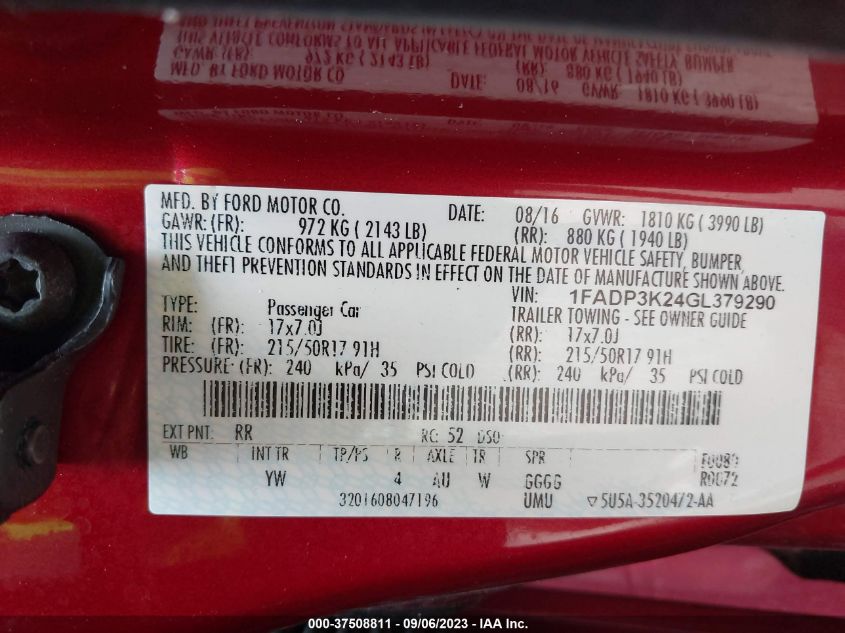 MFD. BY FORD MOTOR CO.
DATE: 08/16 GVWR: 1810 KG ( 3990 LB)
GAWR: (FR): 972 KG ( 2143 LB) (RR): 880 KG ( 1940 LB)
THIS VEHICLE CONFORMS TO ALL APPLICABLE FEDERAL MOTOR VEHICLE SAFETY, BUMPER,
AND THEFT PREVENTION STANDARDS IN EFFECT ON THE DATE OF MANUFACTURE SHOWN ABOVE.
VIN: 1FADP3K24GL379290
Passenger Car TRAILER TOWING - SEE OWNER GUIDE
RIM: (FR): 17x7.0J (RR): 17x7.0J
TIRE: (FR): 215/50R17 91H (RR): 215/50R17 91H
PRESSURE: (FR): 240 kPa/ 35 PSI COLD (RR): 240 kPa/ 35 PSI COLD
EXT PNT: RR RC: 52 DSO:
WB INT TR TP/PS R AXLE TR SPR
YW 4 AU W GGGG
3201608047196 UMU
000-37508811 - 09/06/2023 - IAA Inc.